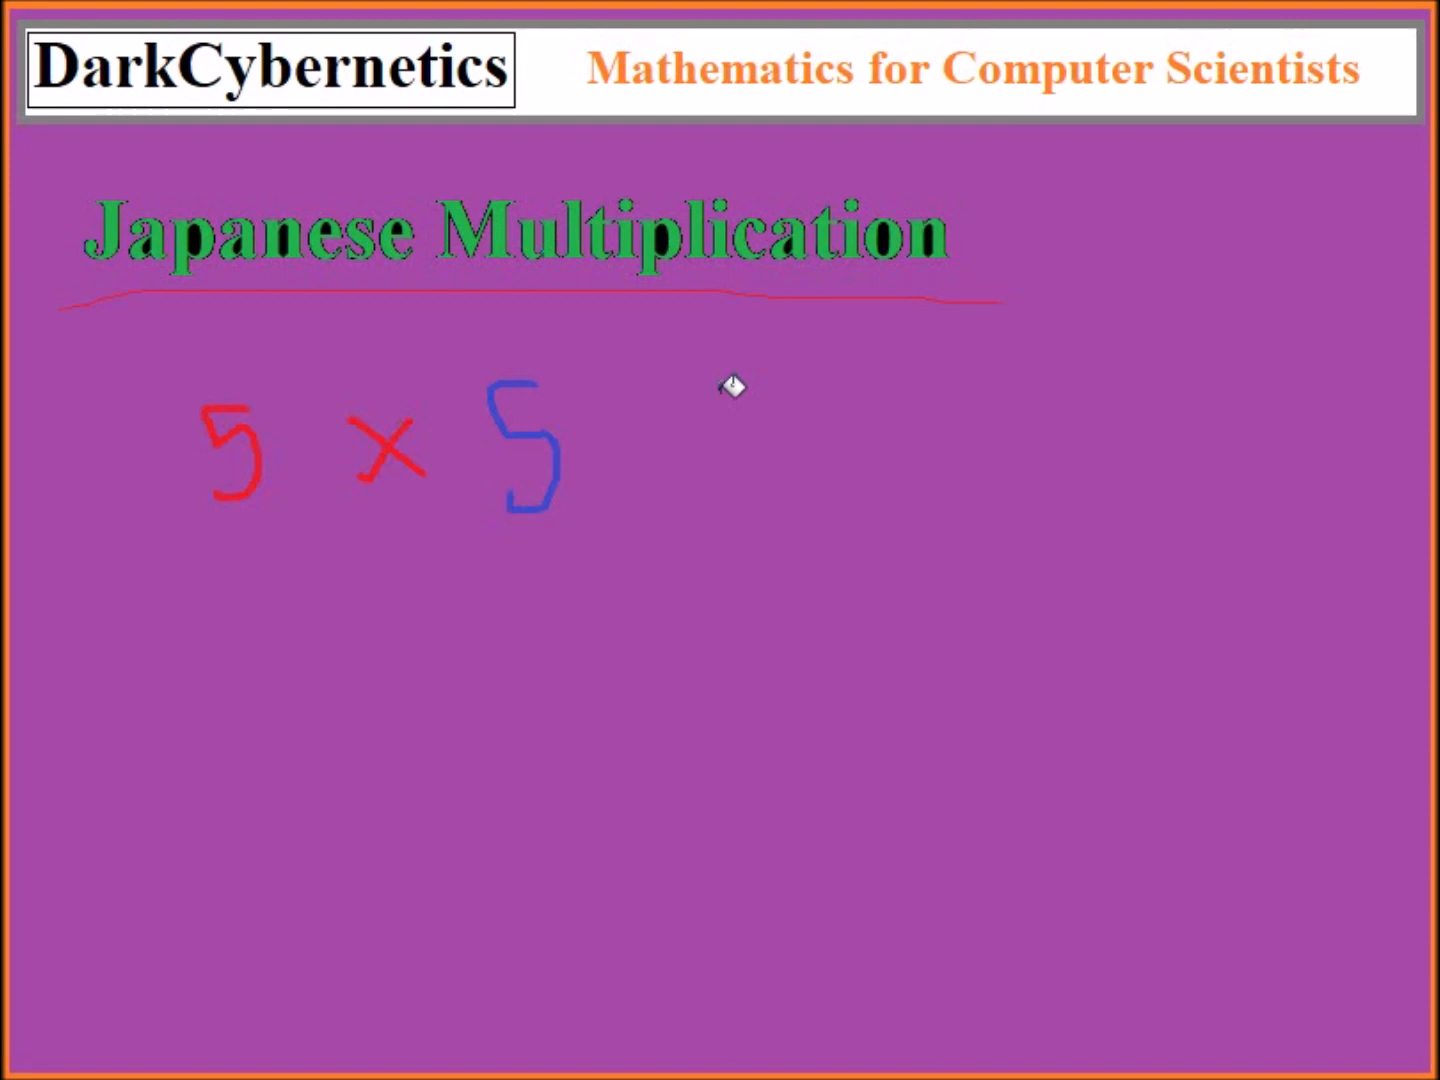 DarkCybernetics Mathematics for Computer Scientists
Japanese Multiplication
5 x 5